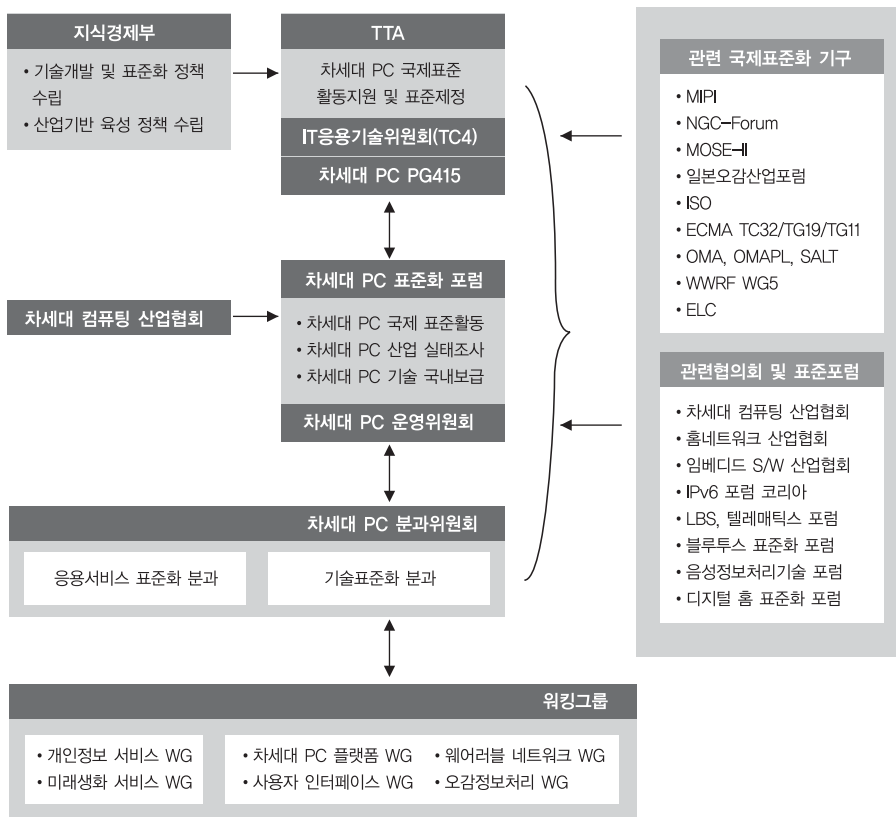 지식경제부
• 기술개발 및 표준화 정책
수립
• 산업기반 육성 정책 수립
TTA
차세대 PC 국제표준
활동지원 및 표준제정
IT응용기술위원회(TC4)
차세대 PC PG415
차세대 컴퓨팅 산업협회
차세대 PC 표준화 포럼
• 차세대 PC 국제 표준활동
• 차세대 PC 산업 실태조사
• 차세대 PC 기술 국내보급
차세대 PC 운영위원회
차세대 PC 분과위원회
응용서비스 표준화 분과
기술표준화 분과
워킹그룹
• 개인정보 서비스 WG
• 미래생화 서비스 WG
• 차세대 PC 플랫폼 WG
• 사용자 인터페이스 WG
• 웨어러블 네트워크 WG
• 오감정보처리 WG
관련 국제표준화 기구
• MIPI
• NGC-Forum
• MOSE-II
• 일본오감산업포럼
• ISO
• ECMA TC32/TG19/TG11
• OMA, OMAPL, SALT
• WWRF WG5
• ELC
관련협의회 및 표준포럼
• 차세대 컴퓨팅 산업협회
• 홈네트워크 산업협회
• 임베디드 S/W 산업협회
• IPv6 포럼 코리아
• LBS, 텔레매틱스 포럼
• 블루투스 표준화 포럼
• 음성정보처리기술 포럼
• 디지털 홈 표준화 포럼